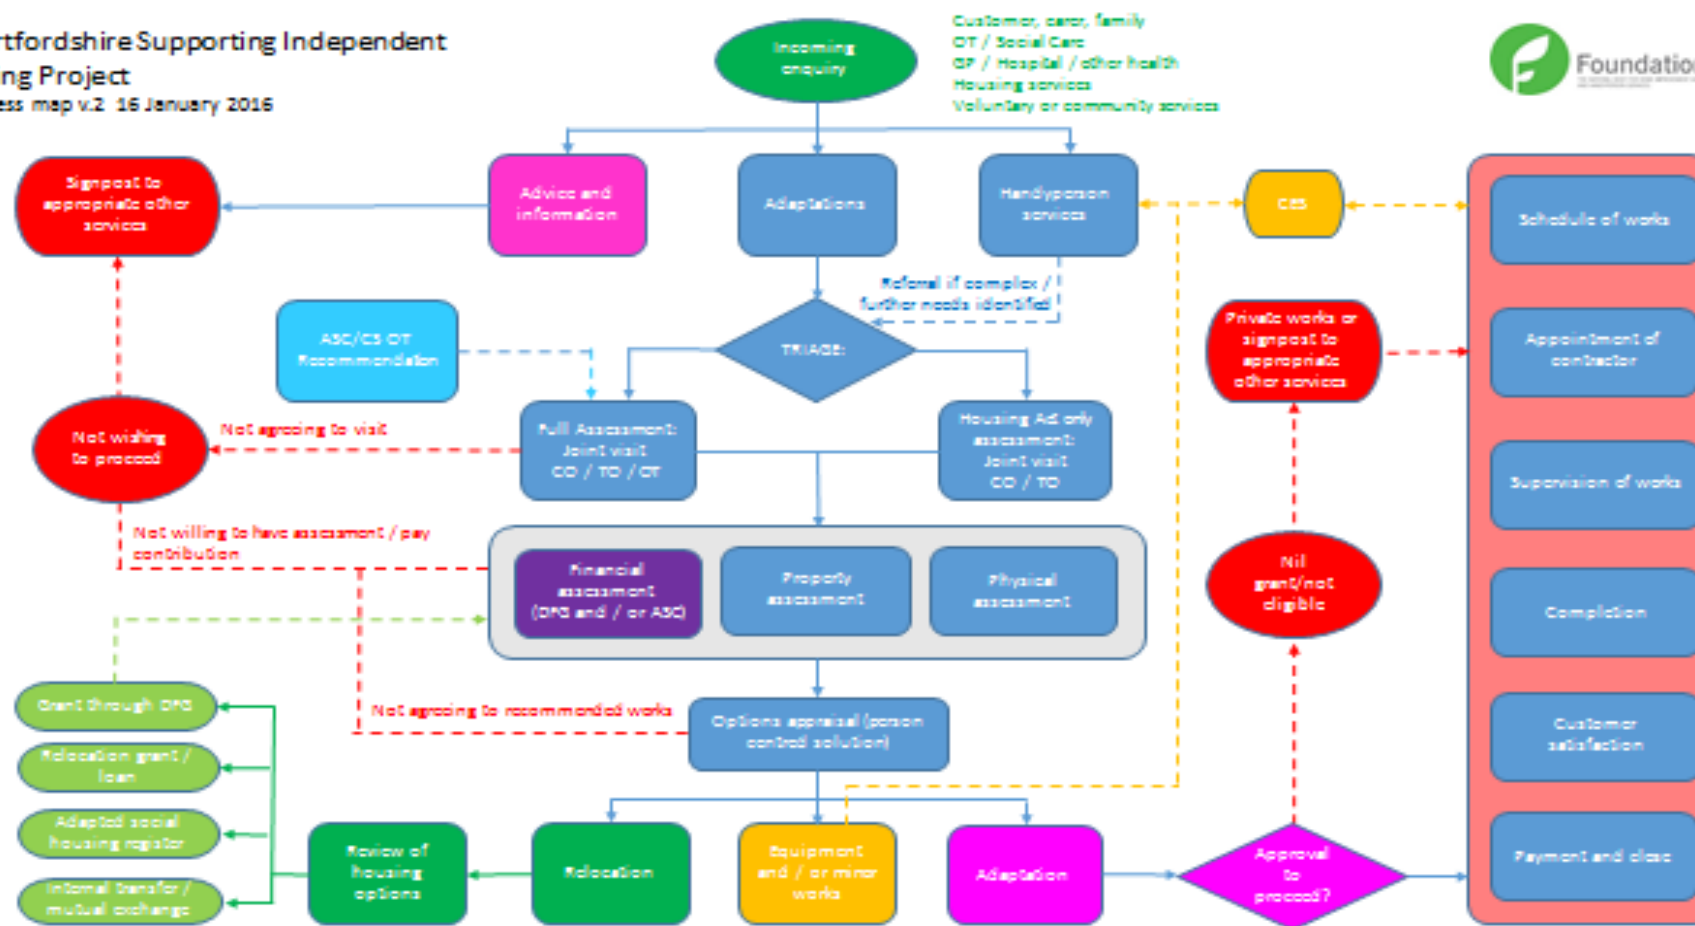 rtfordshire Supporting Independent
ing Project
ess map v.2 16 January 2016
Incoming
enquiry
Customer, carer, family
OT / Social Care
GP / Hospital / other health
Housing services
Voluntary or community services
Foundation
Signpost to
appropriate other
services
Advice and
information
Adaptations
Handyperson
services
CES
Schedule of works
Referral if complex /
further needs identified
ASC/CS OT
Recommendation
TRIAGE:
Private works or
signpost to
appropriate
other services
Appointment of
contractor
Not wishing
to proceed
Not agreeing to visit
Full Assessment:
Joint visit
CO / TO / OT
Housing Act only
assessment:
Joint visit
CO / TO
Supervision of works
Not willing to have assessment / pay
contribution
Financial
assessment
(DFG and / or ASC)
Property
assessment
Physical
assessment
Nil
grant/not
eligible
Completion
Grant through DFG
Not agreeing to recommended works
Options appraisal (person
centred solution)
Customer
satisfaction
Relocation grant /
loan
Adapted social
housing register
Internal transfer /
mutual exchange
Review of
housing
options
Relocation
Equipment
and / or minor
works
Adaptation
Approval
to
proceed?
Payment and close